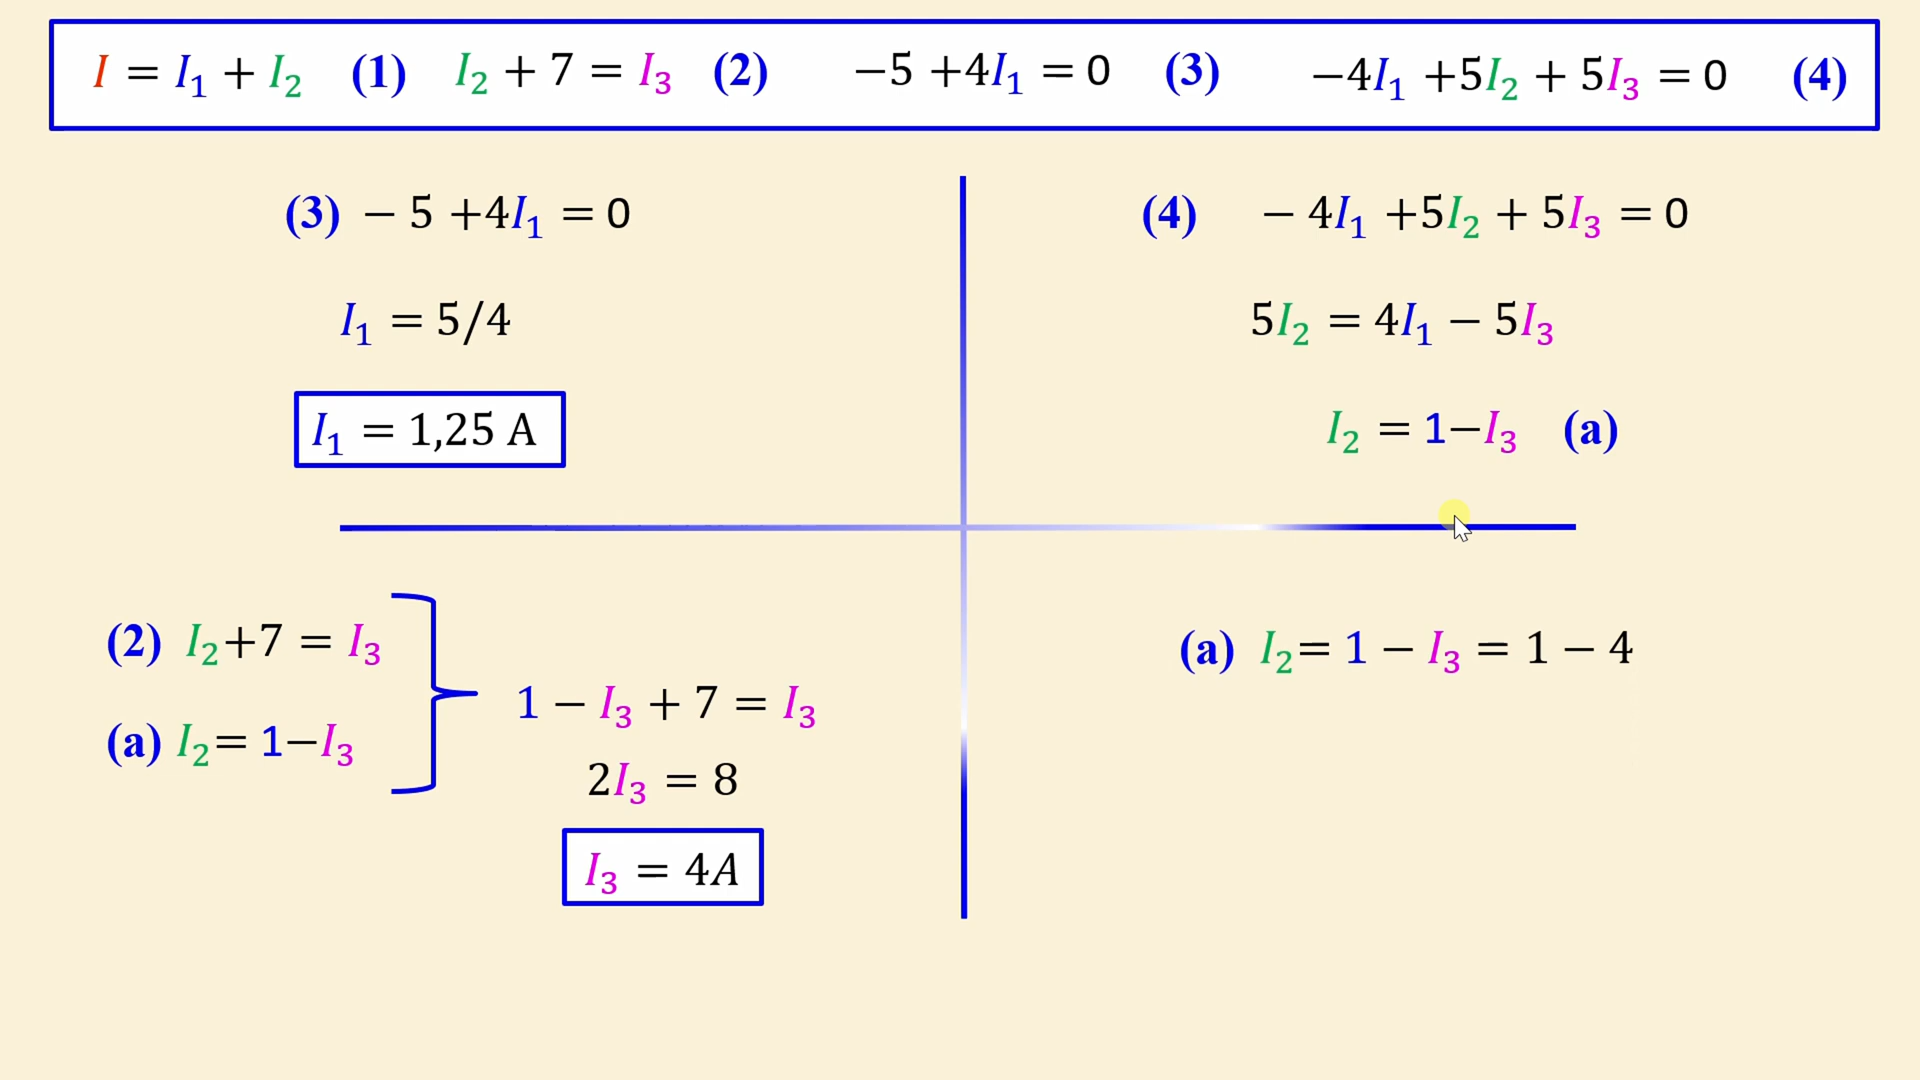 I = I₁ + I₂ (1) I₂ + 7 = I₃ (2) −5 +4I₁ = 0 (3) −4I₁ +5I₂ + 5I₃ = 0 (4)
(3) − 5 +4I₁ = 0
I₁ = 5/4
I₁ = 1,25 A
(4) − 4I₁ +5I₂ + 5I₃ = 0
5I₂ = 4I₁ − 5I₃
I₂ = 1−I₃ (a)
(2) I₂+7 = I₃
(a) I₂= 1−I₃
1 − I₃ + 7 = I₃
2I₃ = 8
I₃ = 4A
(a) I₂= 1 − I₃ = 1 − 4